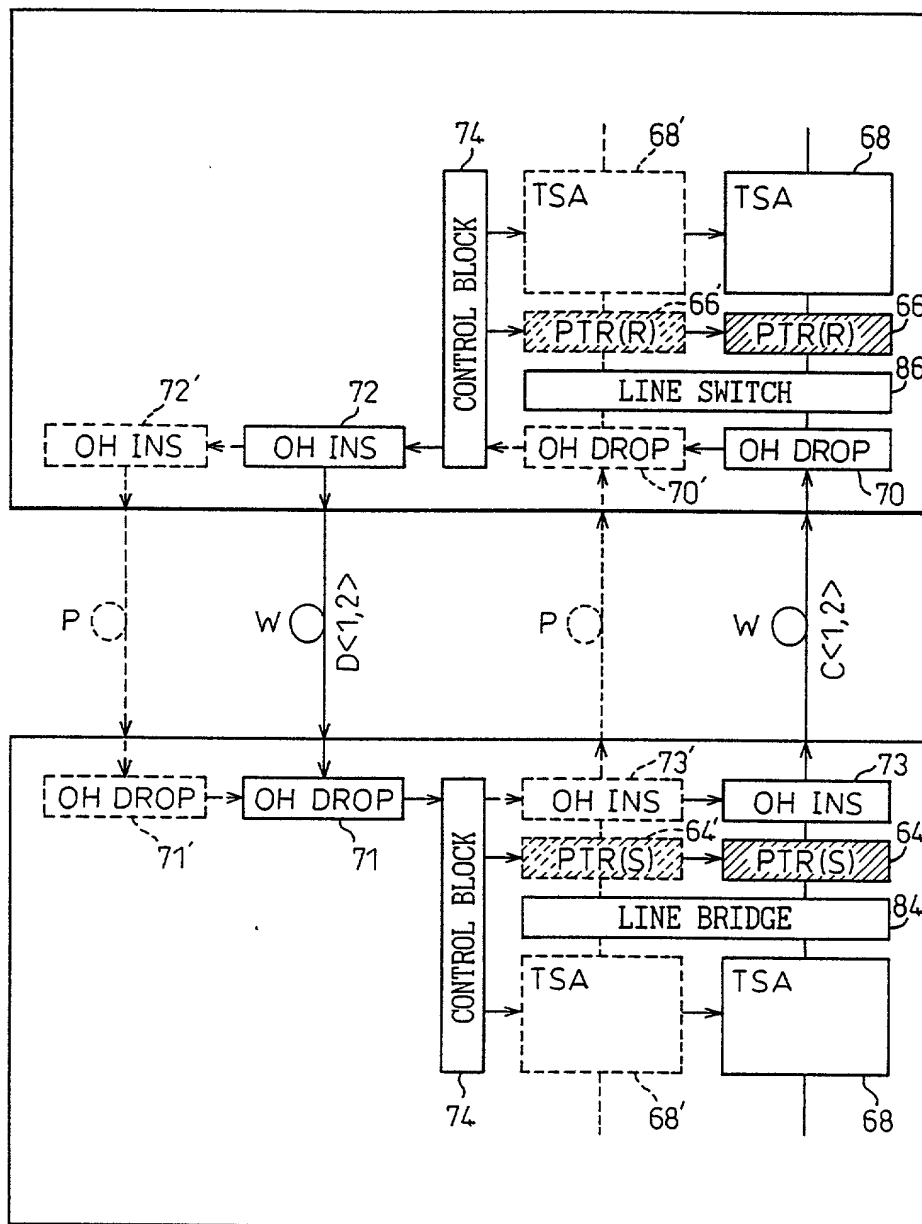 74
68'
68
TSA
TSA
CONTROL BLOCK
66'
66
PTR(R)
PTR(R)
86
LINE SWITCH
72'
72
OH INS
OH INS
OH DROP
OH DROP
70'
70
P
W
D<1,2>
P
W
C<1,2>
73'
73
OH DROP
OH DROP
OH INS
OH INS
71'
71
64'
64
PTR(S)
PTR(S)
CONTROL BLOCK
84
LINE BRIDGE
TSA
TSA
74
68'
68